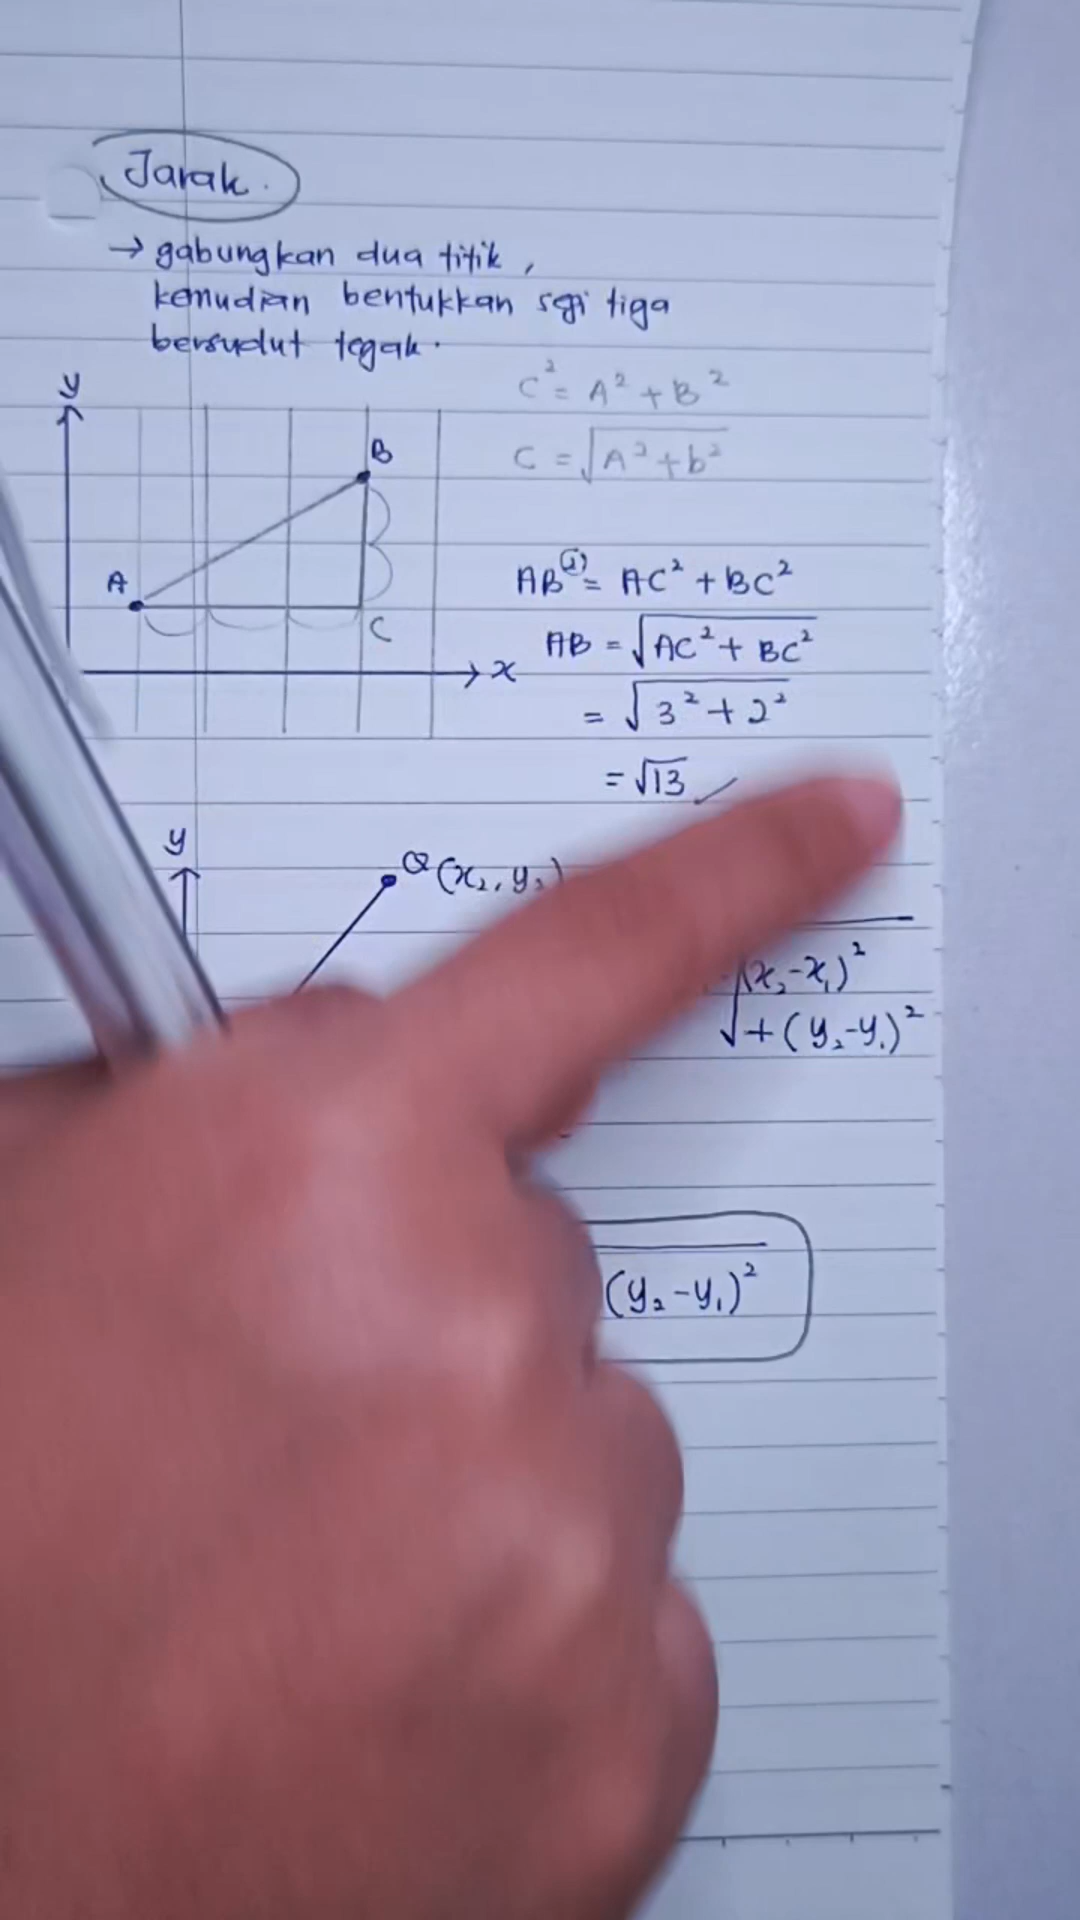 Jarak.
→ gabungkan dua titik,
kemudian bentukkan segi tiga
bersudut tegak.
C² = A² + B²
C = √A² + b²
y
B
A
C
x
AB² = AC² + BC²
AB = √AC² + BC²
= √3² + 2²
= √13 ✓
y
Q(x₂, y₂)
√(x₂-x₁)²
+ (y₂-y₁)²
(y₂-y₁)²